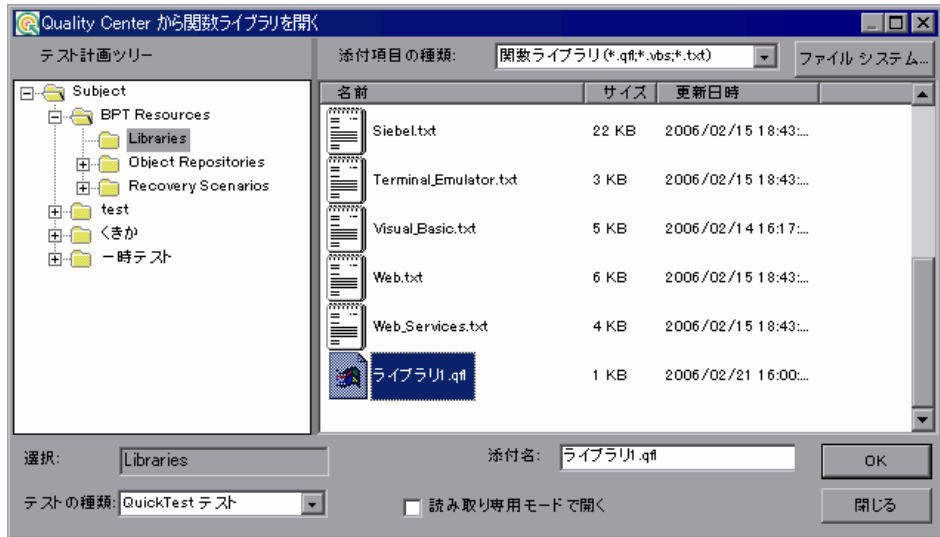 Quality Center から関数ライブラリを開く
テスト計画ツリー
添付項目の種類: 関数ライブラリ(*.qfl;*.vbs;*.txt) ファイル システム...
Subject
BPT Resources
Libraries
Object Repositories
Recovery Scenarios
test
くきか
一時テスト
名前 サイズ 更新日時
Siebel.txt 22 KB 2006/02/15 18:43:...
Terminal_Emulator.txt 3 KB 2006/02/15 18:43:...
Visual_Basic.txt 5 KB 2006/02/14 16:17:...
Web.txt 6 KB 2006/02/15 18:43:...
Web_Services.txt 4 KB 2006/02/15 18:43:...
ライブラリ1.qfl 1 KB 2006/02/21 16:00:...
選択: Libraries 添付名: ライブラリ1.qfl OK
テストの種類: QuickTest テスト 読み取り専用モードで開く 閉じる